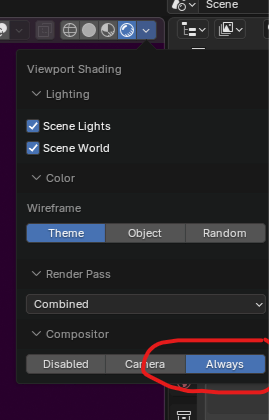 Scene
Viewport Shading
Lighting
Scene Lights
Scene World
Color
Wireframe
Theme Object Random
Render Pass
Combined
Compositor
Disabled Camera Always